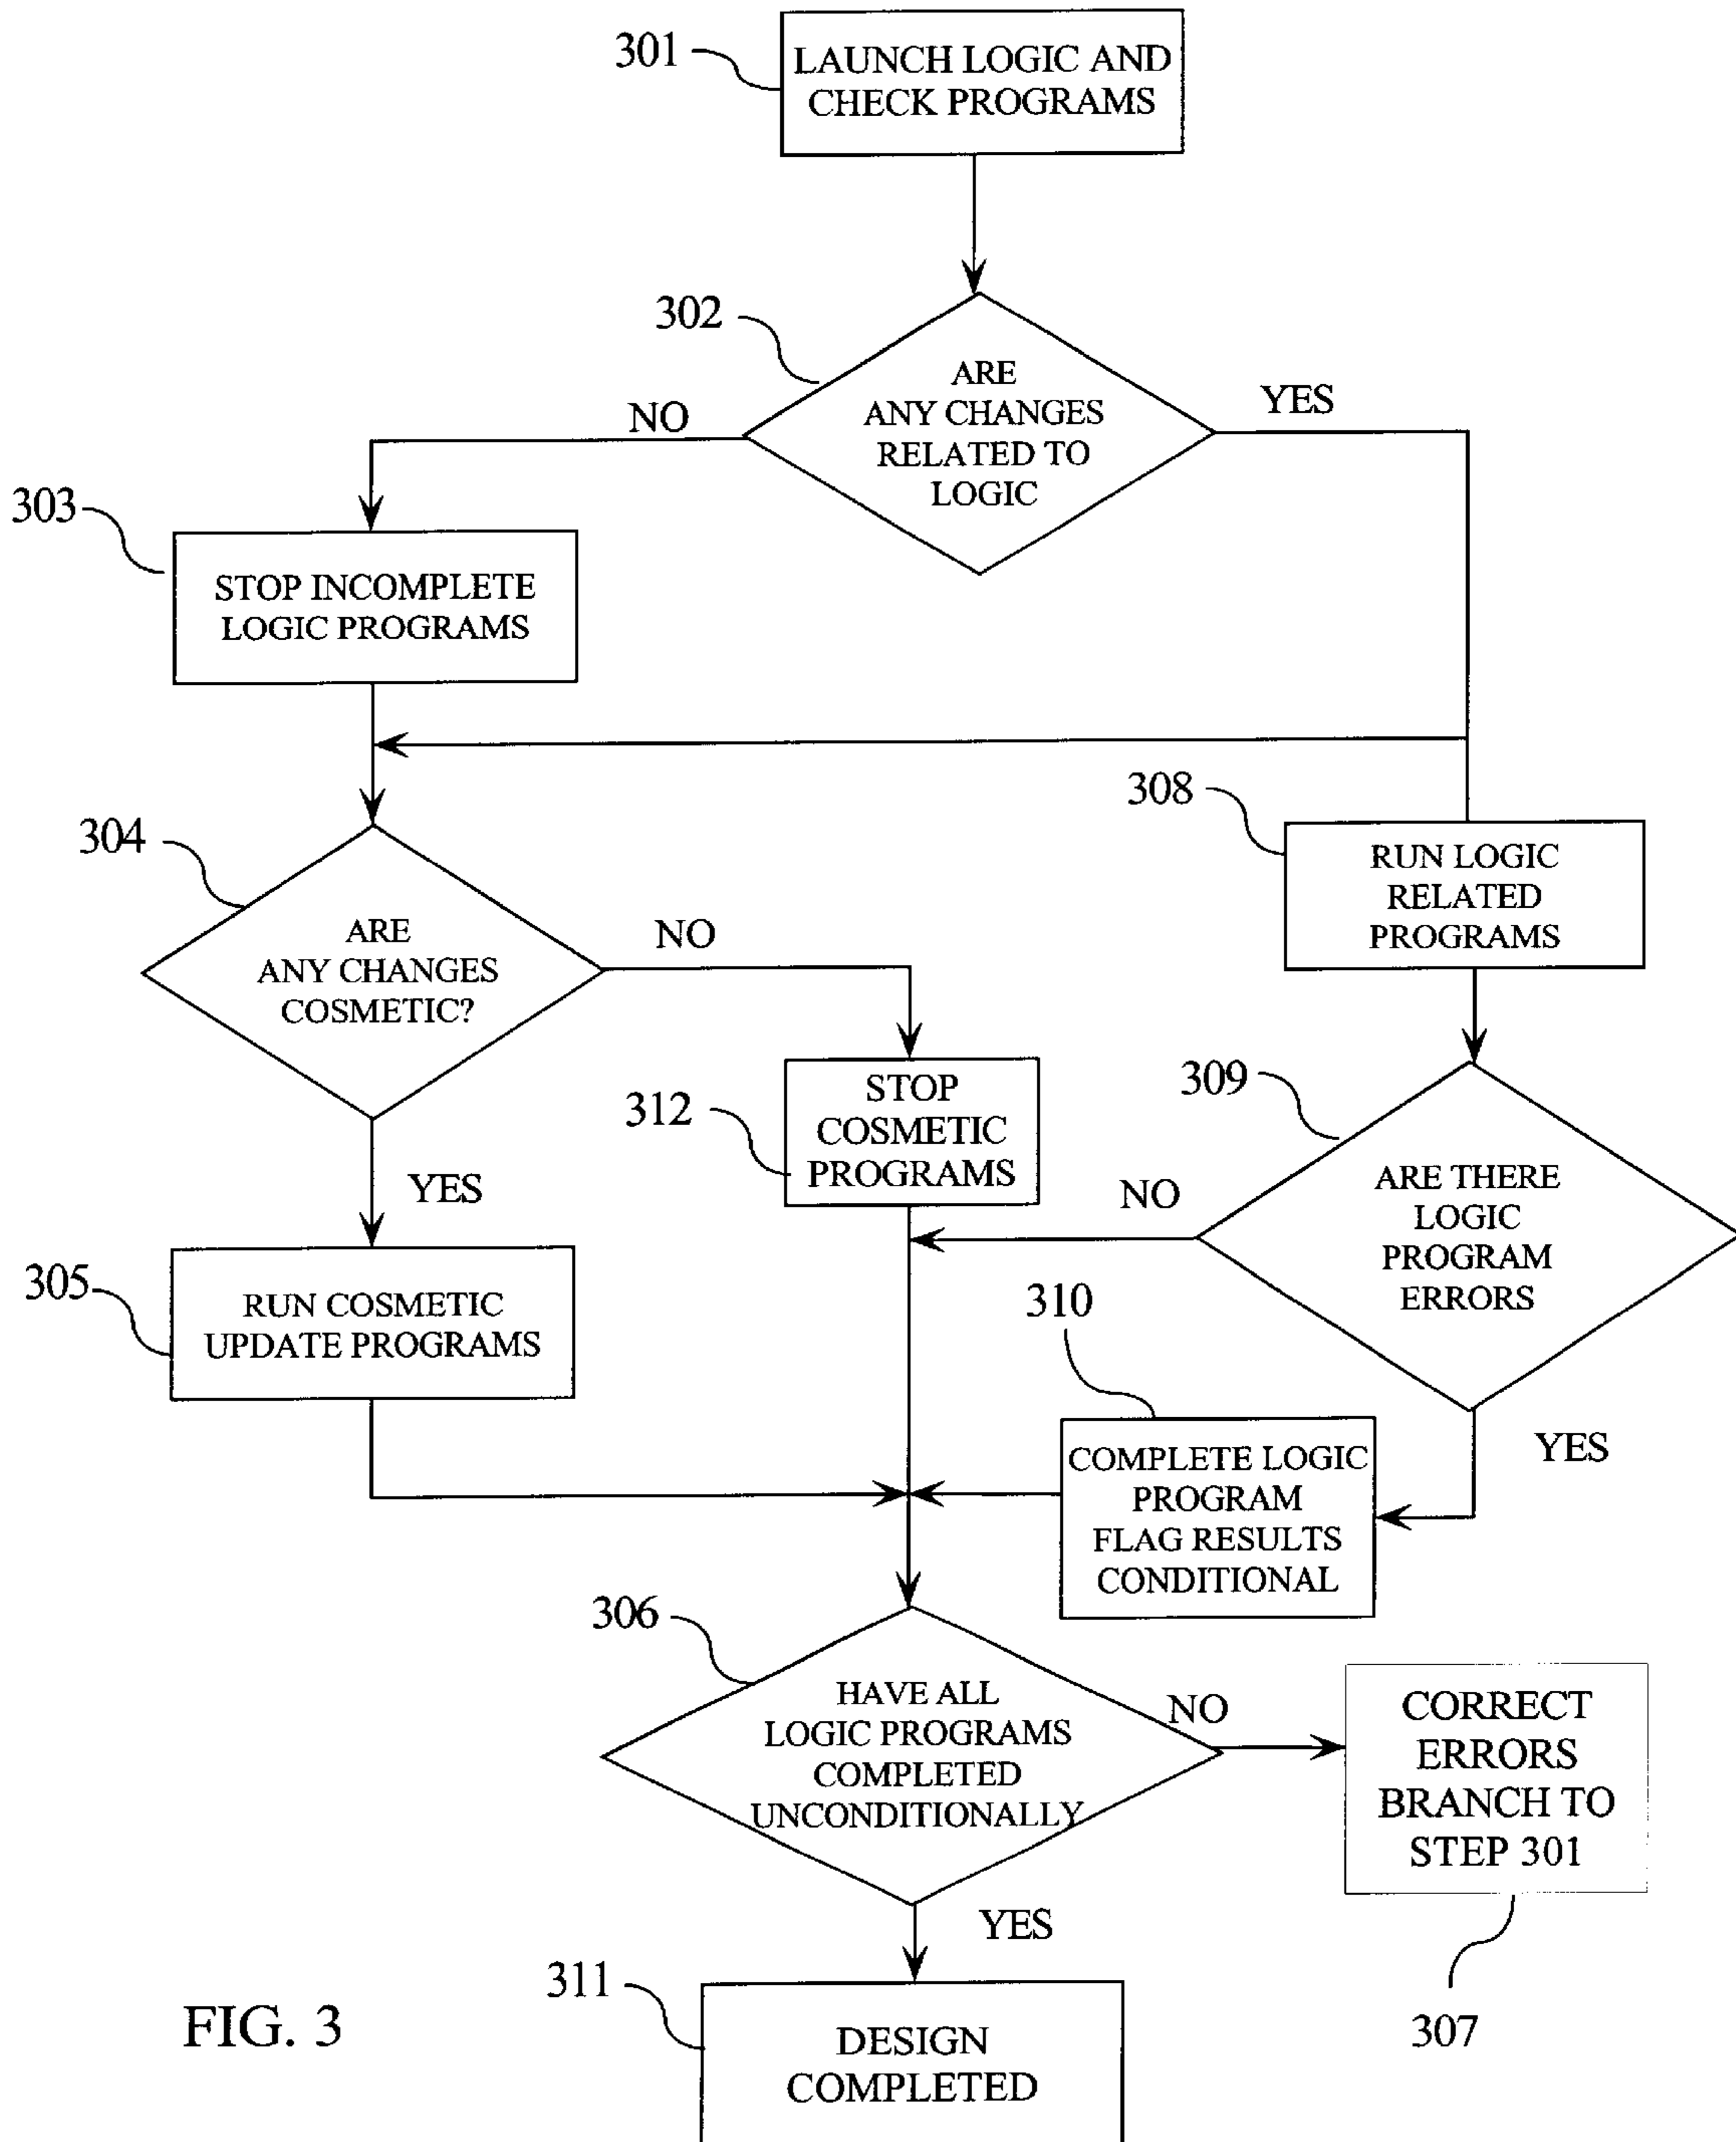 301
LAUNCH LOGIC AND
CHECK PROGRAMS
302
ARE
ANY CHANGES
RELATED TO
LOGIC
NO
YES
303
STOP INCOMPLETE
LOGIC PROGRAMS
304
ARE
ANY CHANGES
COSMETIC?
NO
YES
308
RUN LOGIC
RELATED
PROGRAMS
312
STOP
COSMETIC
PROGRAMS
309
ARE THERE
LOGIC
PROGRAM
ERRORS
NO
YES
305
RUN COSMETIC
UPDATE PROGRAMS
310
COMPLETE LOGIC
PROGRAM
FLAG RESULTS
CONDITIONAL
306
HAVE ALL
LOGIC PROGRAMS
COMPLETED
UNCONDITIONALLY
NO
YES
CORRECT
ERRORS
BRANCH TO
STEP 301
307
311
DESIGN
COMPLETED
FIG. 3